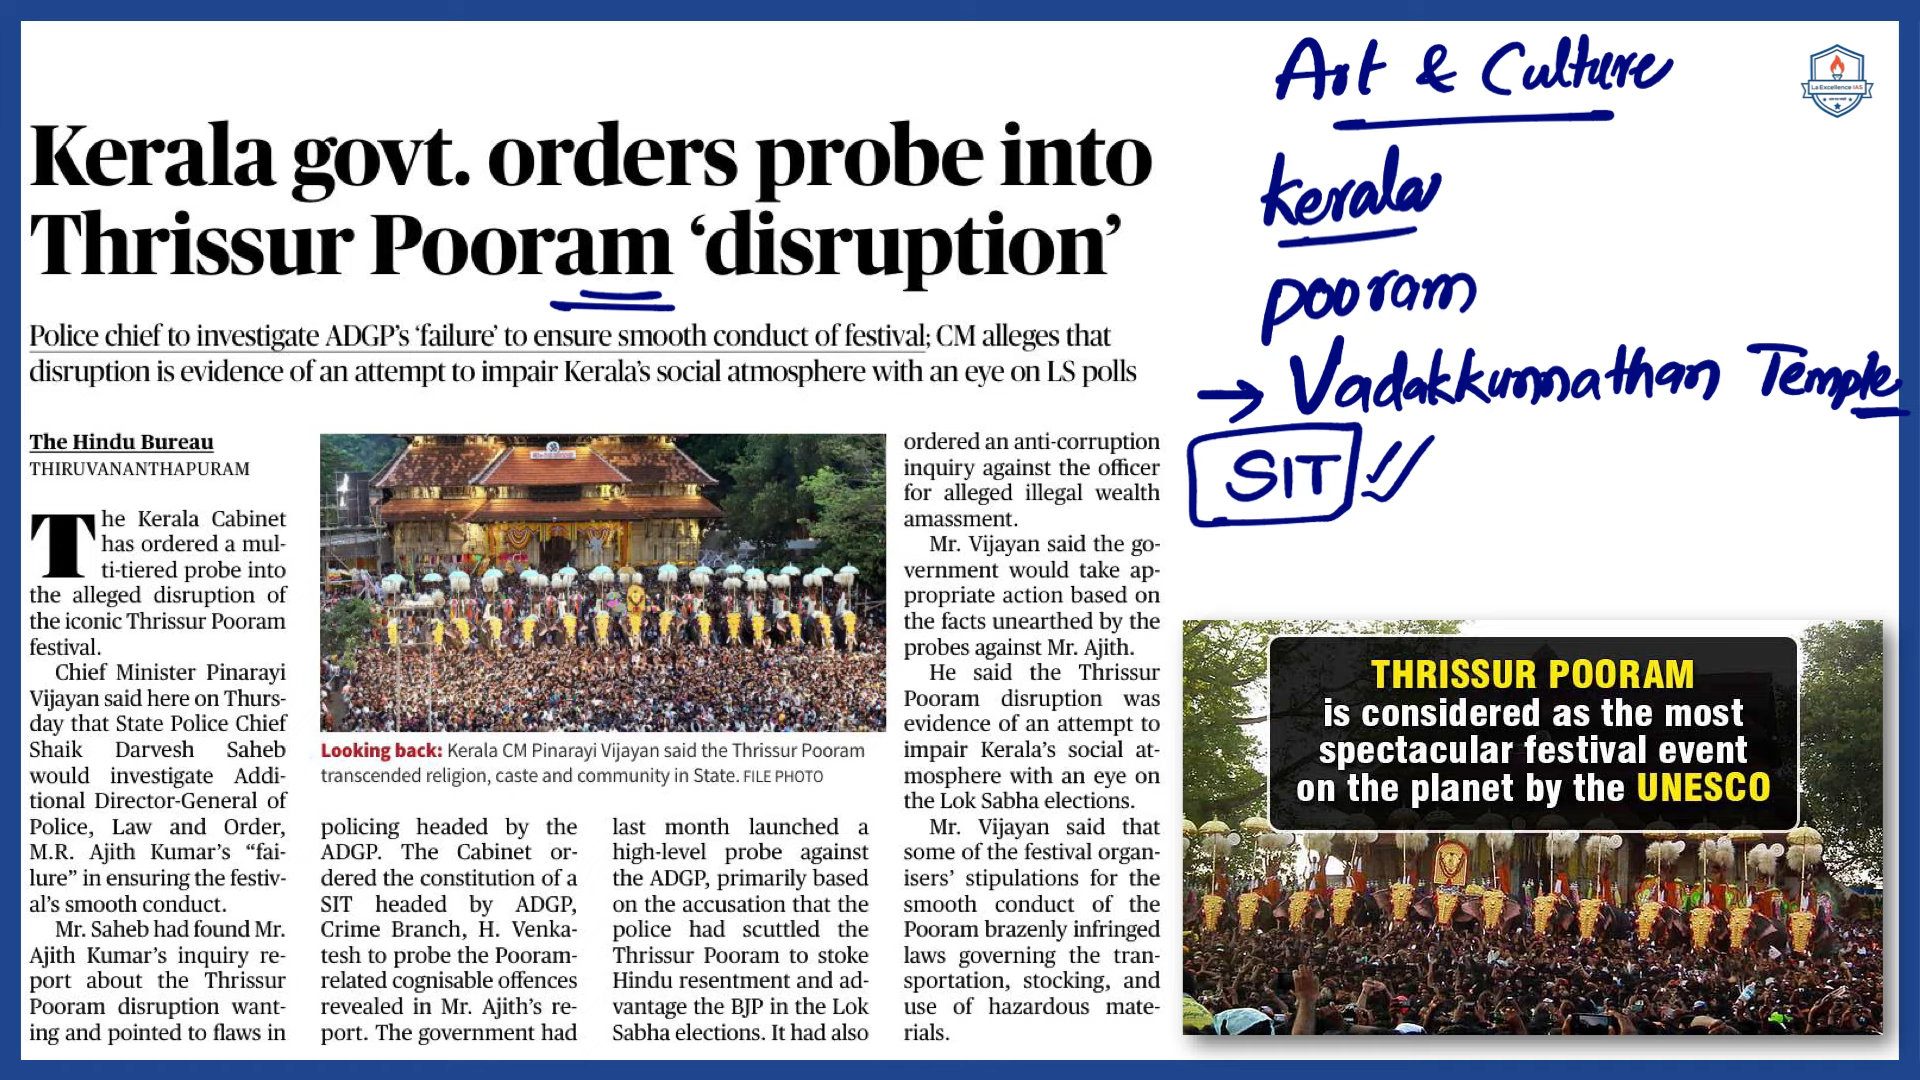 Kerala govt. orders probe into
Thrissur Pooram ‘disruption’
Police chief to investigate ADGP’s ‘failure’ to ensure smooth conduct of festival; CM alleges that
disruption is evidence of an attempt to impair Kerala’s social atmosphere with an eye on LS polls
The Hindu Bureau
THIRUVANANTHAPURAM
The Kerala Cabinet
has ordered a mul-
ti-tiered probe into
the alleged disruption of
the iconic Thrissur Pooram
festival.
Chief Minister Pinarayi
Vijayan said here on Thurs-
day that State Police Chief
Shaik Darvesh Saheb
would investigate Addi-
tional Director-General of
Police, Law and Order,
M.R. Ajith Kumar’s “fai-
lure” in ensuring the festiv-
al’s smooth conduct.
Mr. Saheb had found Mr.
Ajith Kumar’s inquiry re-
port about the Thrissur
Pooram disruption want-
ing and pointed to flaws in
Looking back: Kerala CM Pinarayi Vijayan said the Thrissur Pooram
transcended religion, caste and community in State. FILE PHOTO
policing headed by the
ADGP. The Cabinet or-
dered the constitution of a
SIT headed by ADGP,
Crime Branch, H. Venka-
tesh to probe the Pooram-
related cognisable offences
revealed in Mr. Ajith’s re-
port. The government had
last month launched a
high-level probe against
the ADGP, primarily based
on the accusation that the
police had scuttled the
Thrissur Pooram to stoke
Hindu resentment and ad-
vantage the BJP in the Lok
Sabha elections. It had also
ordered an anti-corruption
inquiry against the officer
for alleged illegal wealth
amassment.
Mr. Vijayan said the go-
vernment would take ap-
propriate action based on
the facts unearthed by the
probes against Mr. Ajith.
He said the Thrissur
Pooram disruption was
evidence of an attempt to
impair Kerala’s social at-
mosphere with an eye on
the Lok Sabha elections.
Mr. Vijayan said that
some of the festival organ-
isers’ stipulations for the
smooth conduct of the
Pooram brazenly infringed
laws governing the tran-
sportation, stocking, and
use of hazardous mate-
rials.
Art & Culture
Kerala
pooram
→ Vadakkunnathan Temple
SIT
La Excellence IAS
THRISSUR POORAM
is considered as the most
spectacular festival event
on the planet by the UNESCO